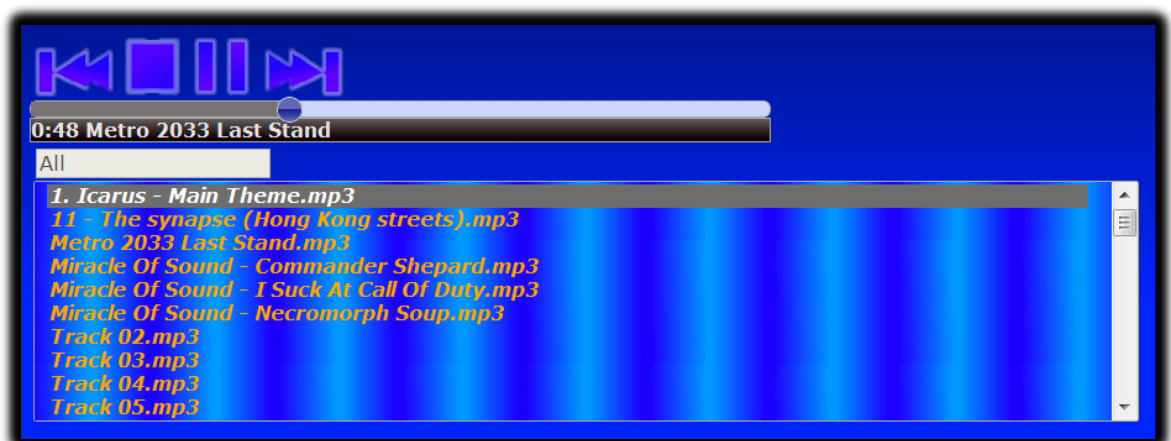 0:48 Metro 2033 Last Stand
All
1. Icarus - Main Theme.mp3
11 - The synapse (Hong Kong streets).mp3
Metro 2033 Last Stand.mp3
Miracle Of Sound - Commander Shepard.mp3
Miracle Of Sound - I Suck At Call Of Duty.mp3
Miracle Of Sound - Necromorph Soup.mp3
Track 02.mp3
Track 03.mp3
Track 04.mp3
Track 05.mp3